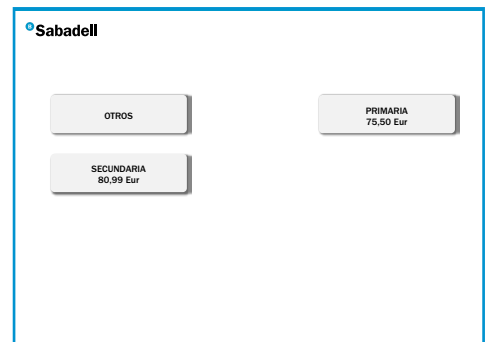 Sabadell
OTROS
PRIMARIA
75,50 Eur
SECUNDARIA
80,99 Eur